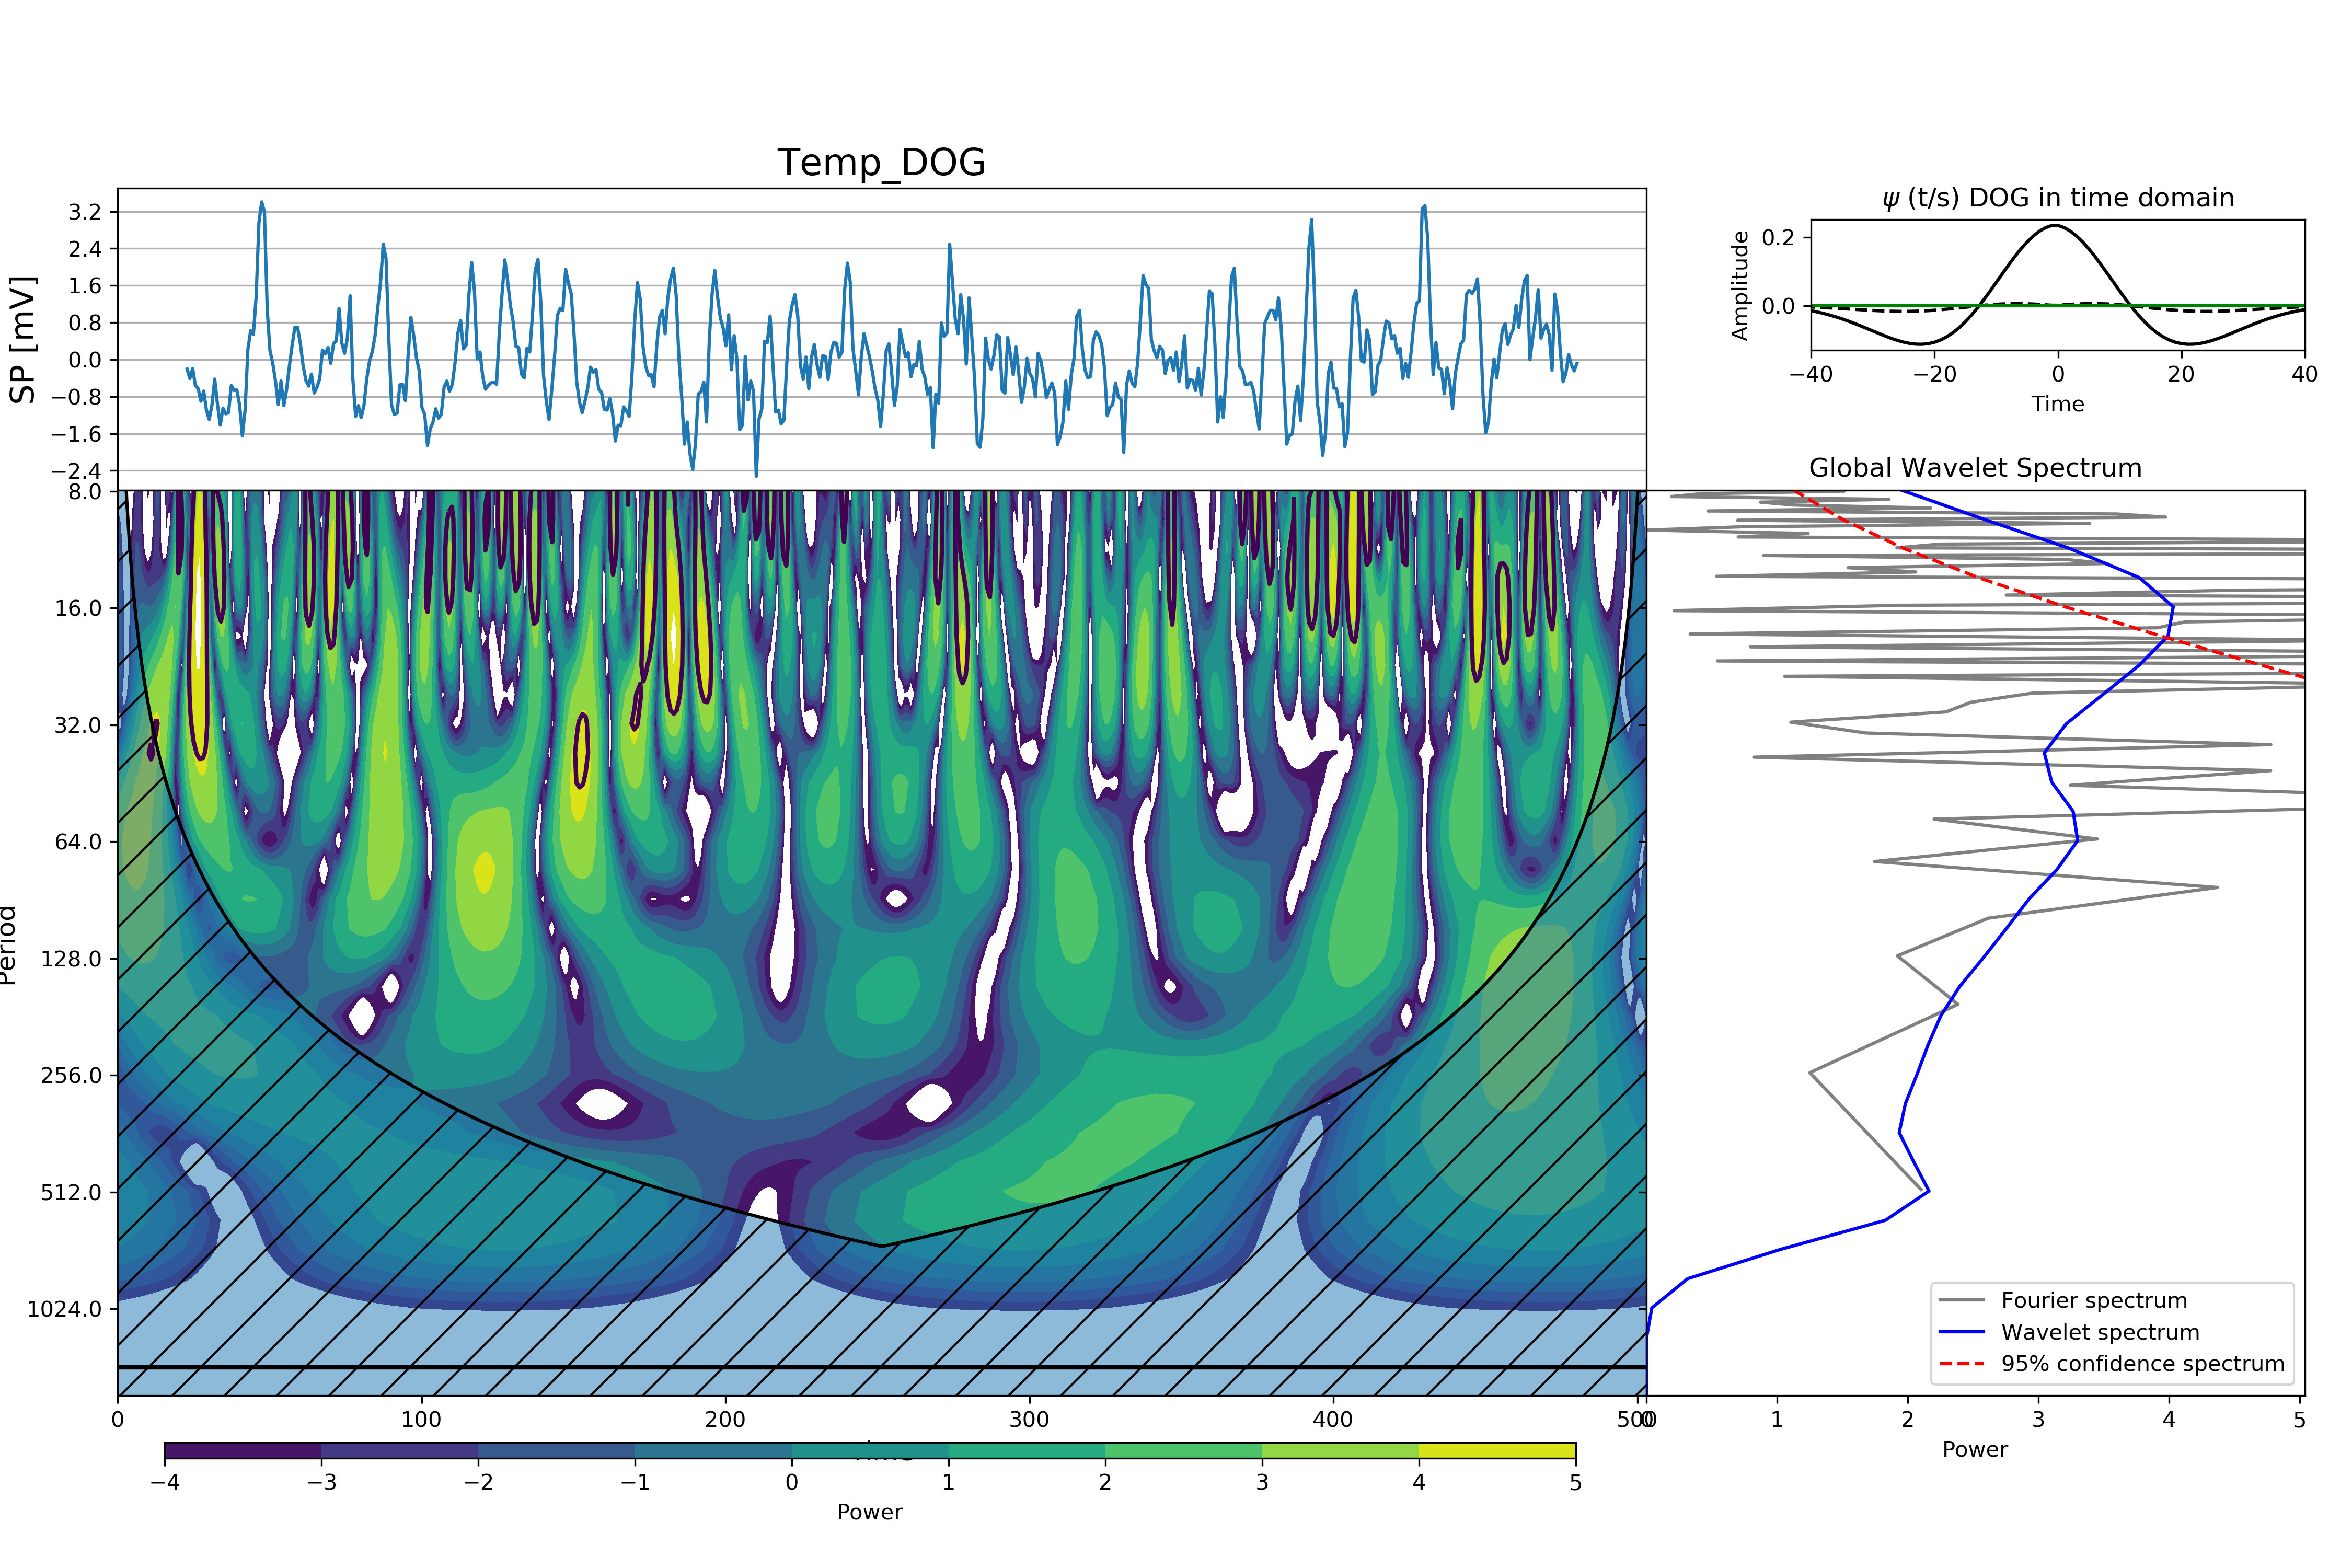 Temp_DOG
SP [mV]
3.2
2.4
1.6
0.8
0.0
−0.8
−1.6
−2.4
ψ (t/s) DOG in time domain
Amplitude
0.2
0.0
−40 −20 0 20 40
Time
Period
8.0
16.0
32.0
64.0
128.0
256.0
512.0
1024.0
0 100 200 300 400 500
Time
Global Wavelet Spectrum
Fourier spectrum
Wavelet spectrum
95% confidence spectrum
0 1 2 3 4 5
Power
−4 −3 −2 −1 0 1 2 3 4 5
Power